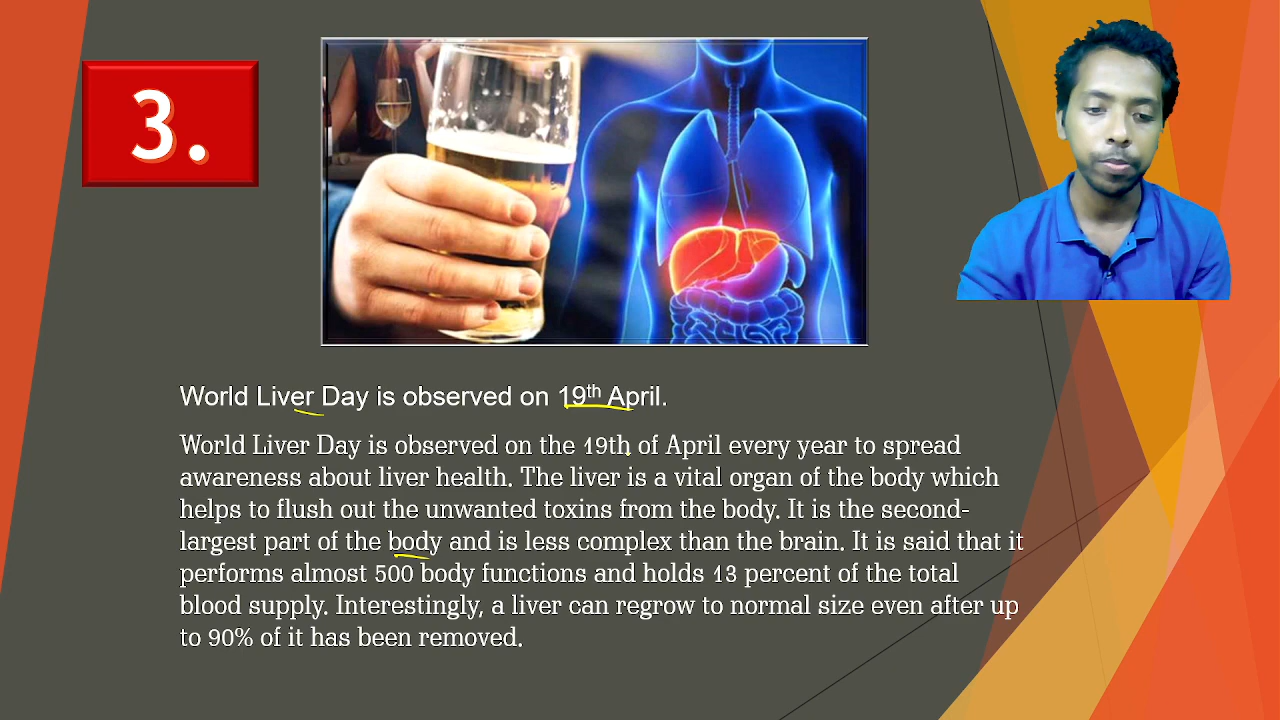 3.
World Liver Day is observed on 19th April.
World Liver Day is observed on the 19th of April every year to spread
awareness about liver health. The liver is a vital organ of the body which
helps to flush out the unwanted toxins from the body. It is the second-
largest part of the body and is less complex than the brain. It is said that it
performs almost 500 body functions and holds 13 percent of the total
blood supply. Interestingly, a liver can regrow to normal size even after up
to 90% of it has been removed.